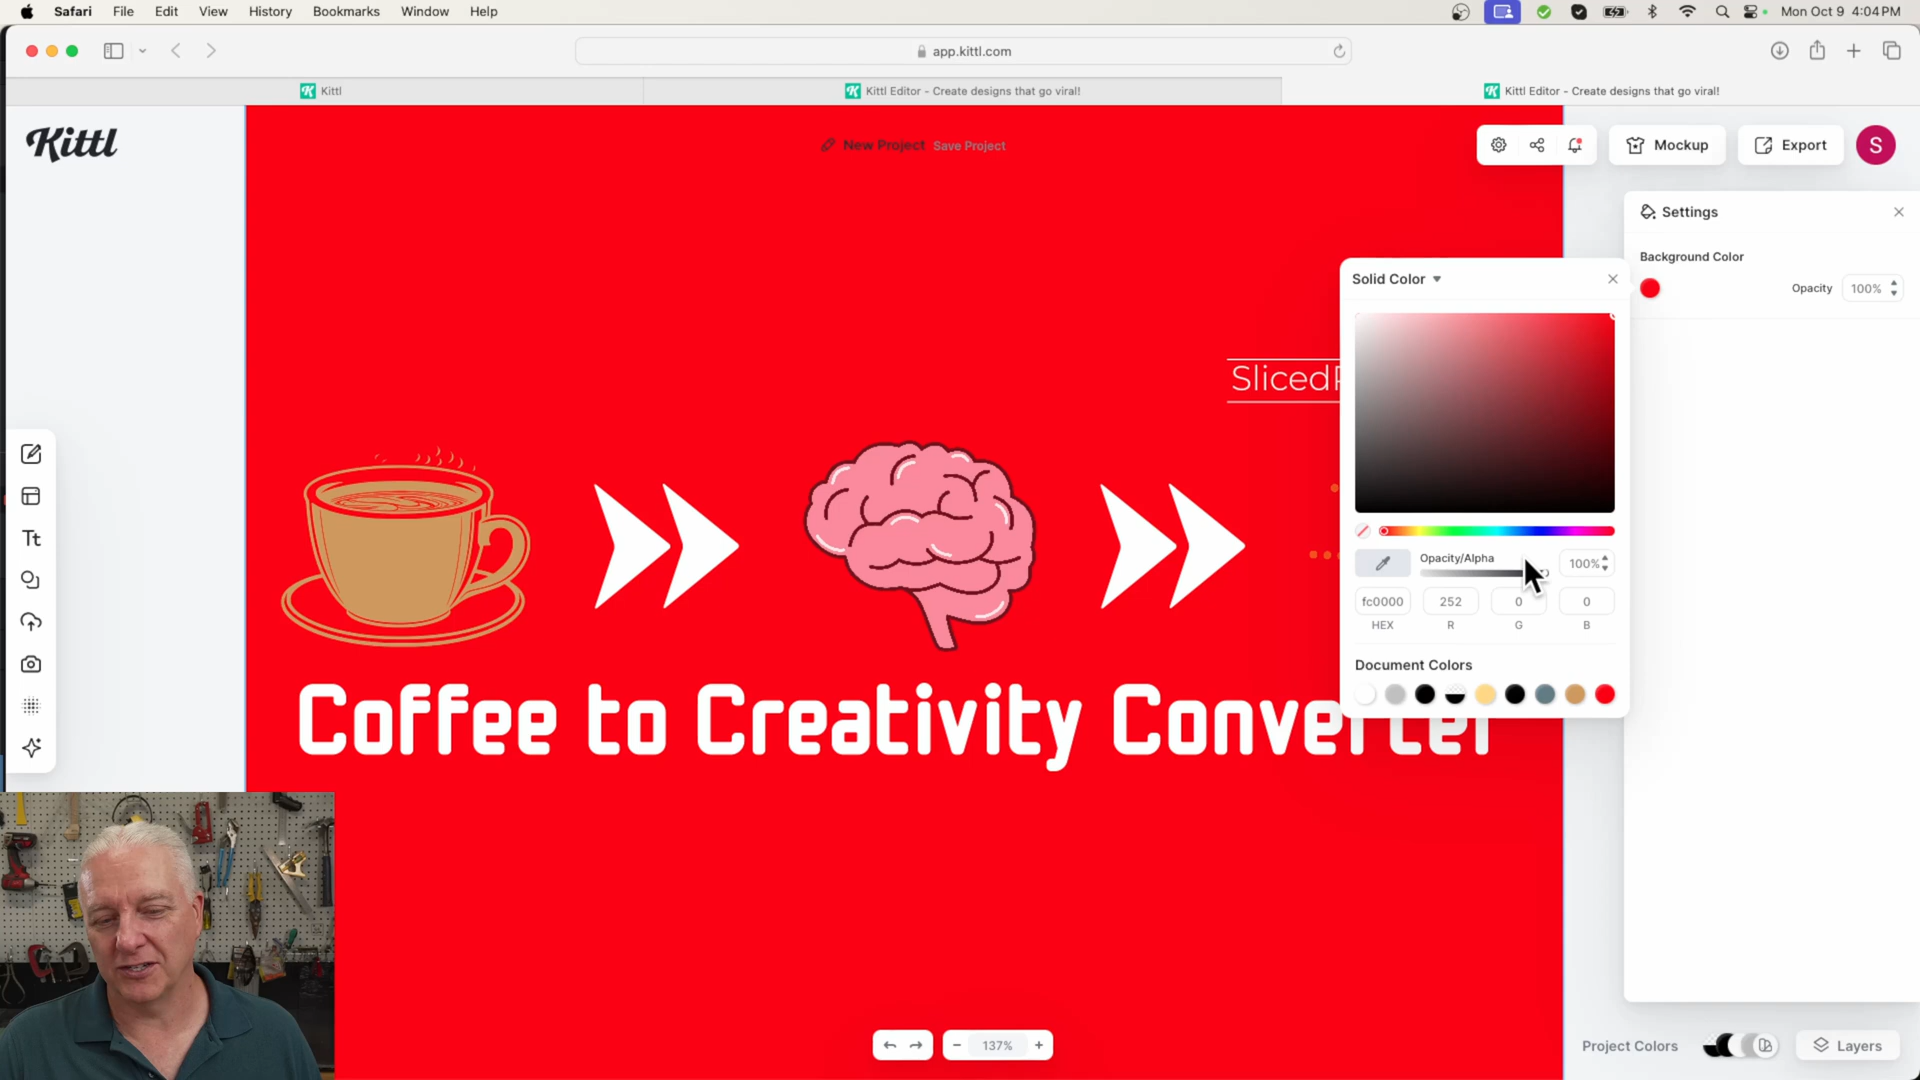 Safari File Edit View History Bookmarks Window Help
Mon Oct 9 4:04 PM
app.kittl.com
Kittl
Kittl Editor - Create designs that go viral!
Kittl Editor - Create designs that go viral!
Kittl
New Project Save Project
Mockup
Export
S
Settings
Background Color
Opacity 100%
Solid Color
Sliced
Opacity/Alpha
100%
fc0000 252 0 0
HEX R G B
Document Colors
Tt
Coffee to Creativity Converter
137%
Project Colors
Layers